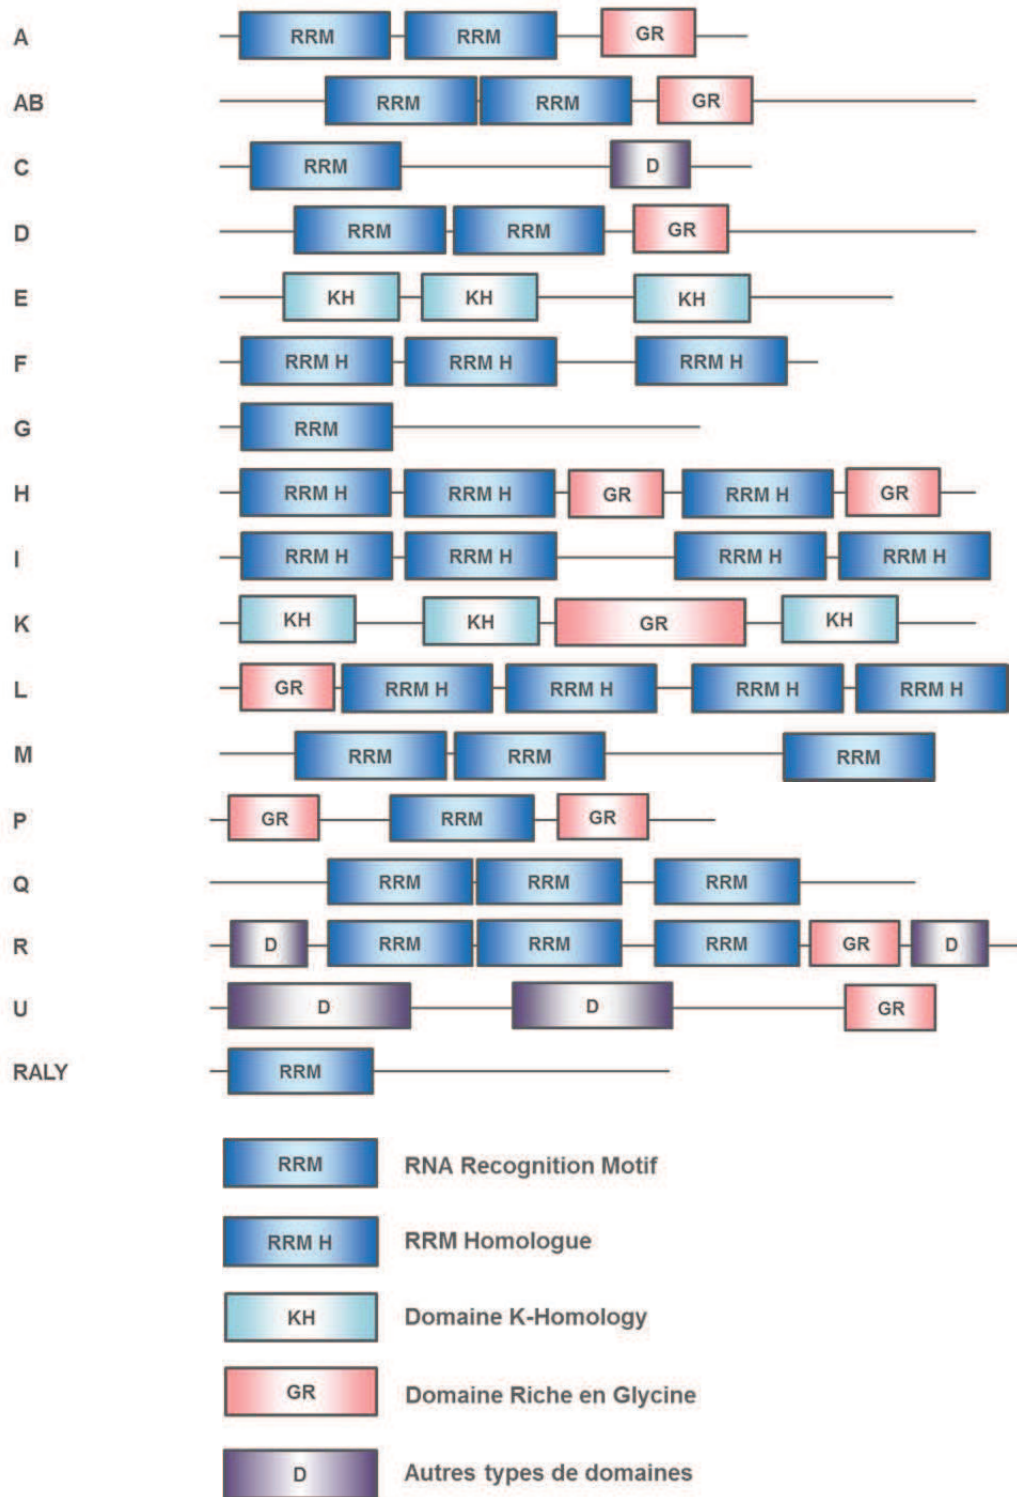 A RRM RRM GR
AB RRM RRM GR
C RRM D
D RRM RRM GR
E KH KH KH
F RRM H RRM H RRM H
G RRM
H RRM H RRM H GR RRM H GR
I RRM H RRM H RRM H RRM H
K KH KH GR KH
L GR RRM H RRM H RRM H RRM H
M RRM RRM RRM
P GR RRM GR
Q RRM RRM RRM
R D RRM RRM RRM GR D
U D D GR
RALY RRM
RRM RNA Recognition Motif
RRM H RRM Homologue
KH Domaine K-Homology
GR Domaine Riche en Glycine
D Autres types de domaines